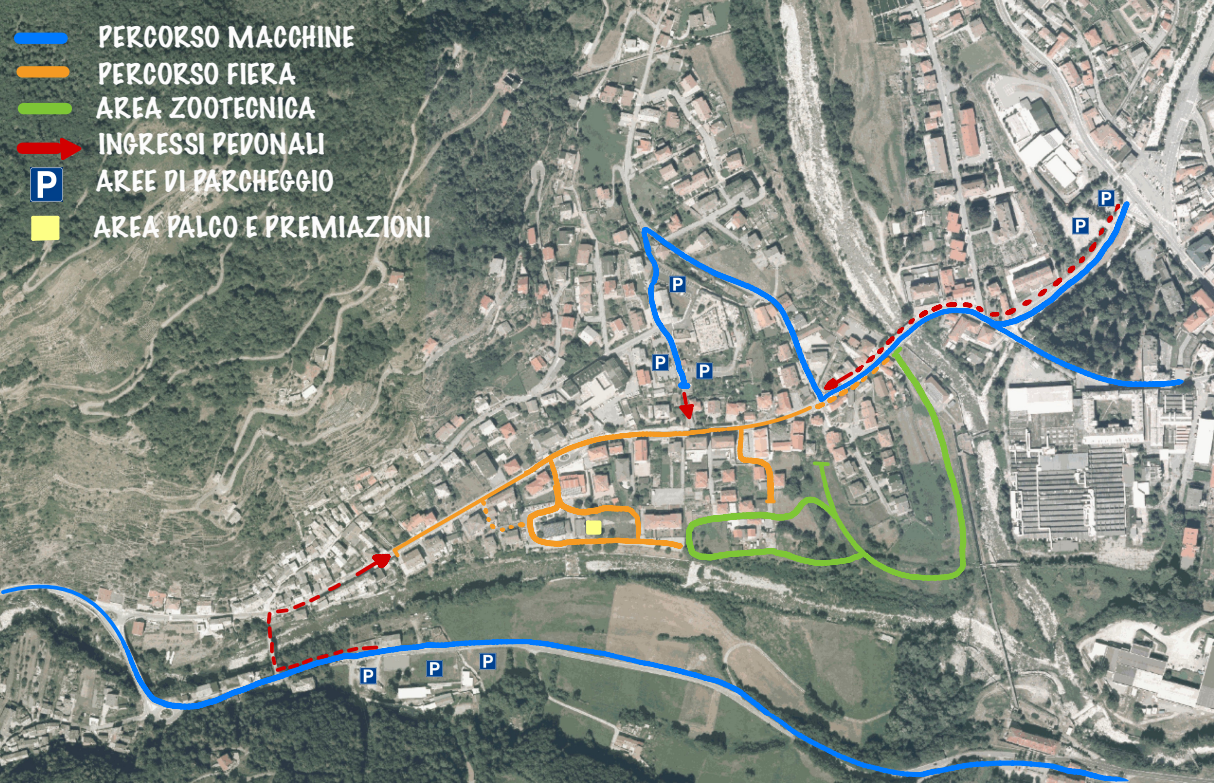 PERCORSO MACCHINE
PERCORSO FIERA
AREA ZOOTECNICA
INGRESSI PEDONALI
P AREE DI PARCHEGGIO
AREA PALCO E PREMIAZIONI
P
P
P
P
P
P
P
P